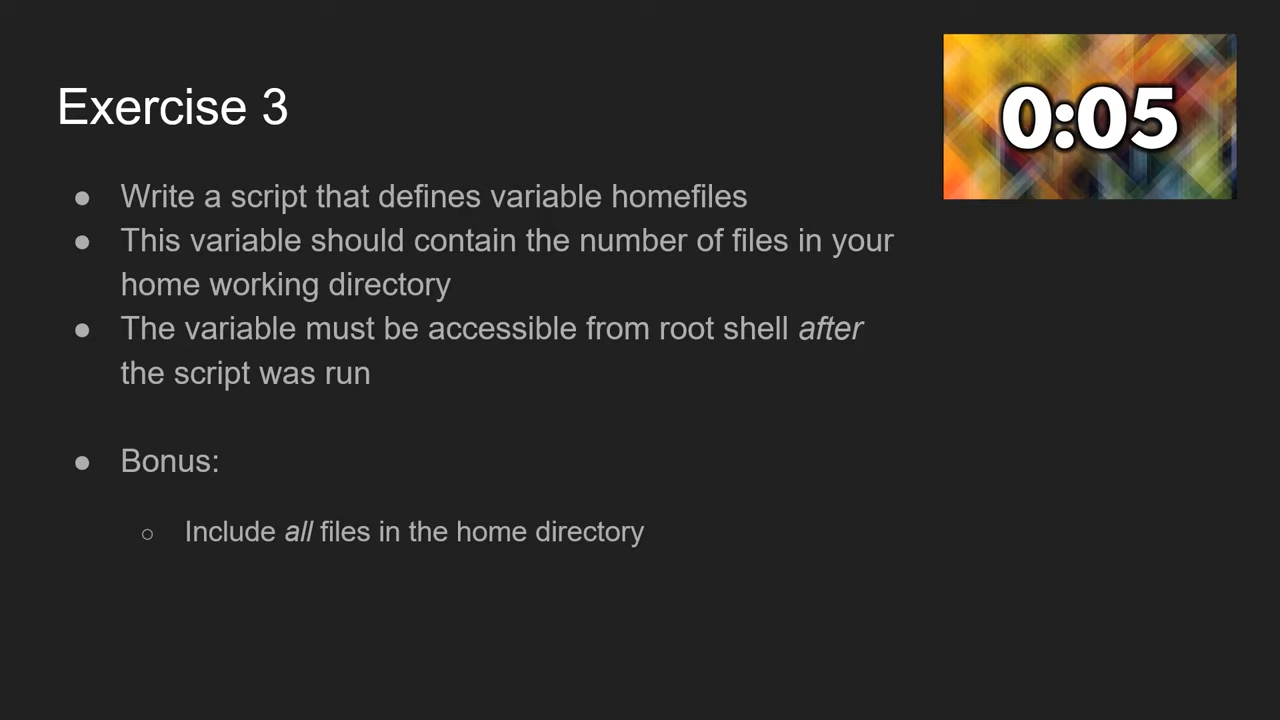 Exercise 3
0:05
● Write a script that defines variable homefiles
● This variable should contain the number of files in your
home working directory
● The variable must be accessible from root shell after
the script was run
● Bonus:
○ Include all files in the home directory